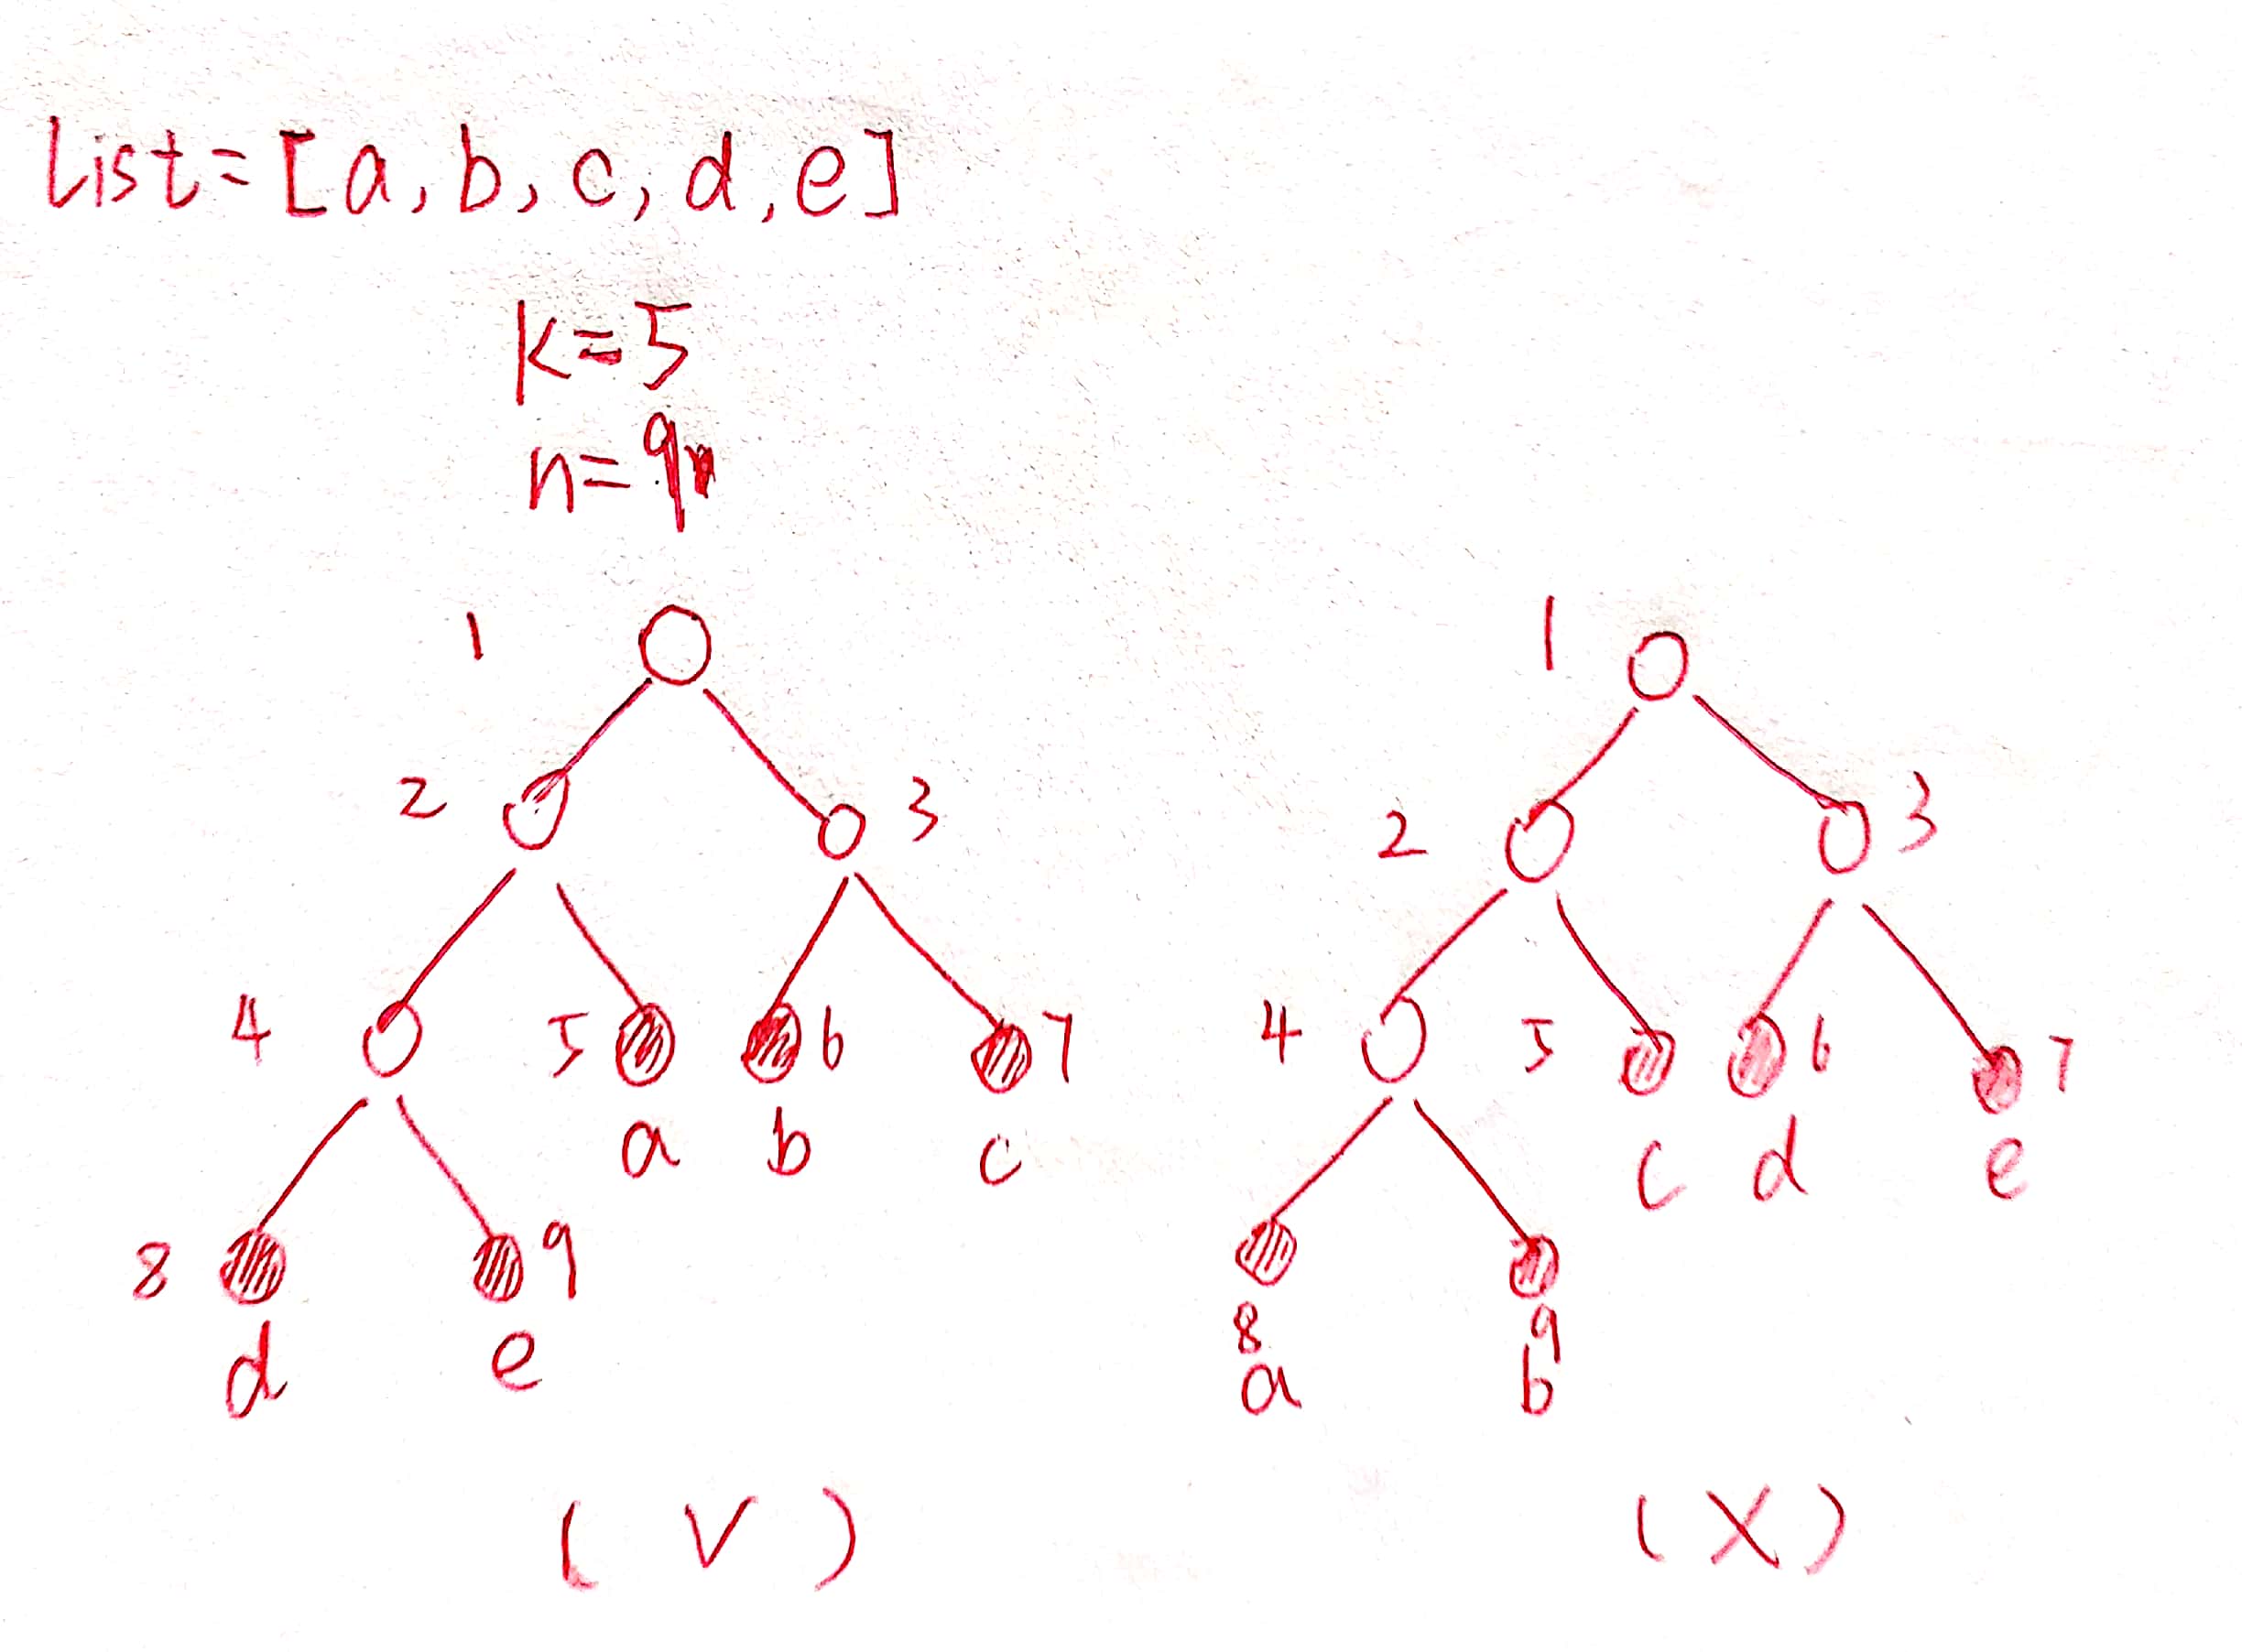 List=[a,b,c,d,e]
k=5
n=9
1
2 3
4 5 6 7
a b c
8 9
d e
(V)
1
2 3
4 5 6 7
c d e
8 9
a b
(X)